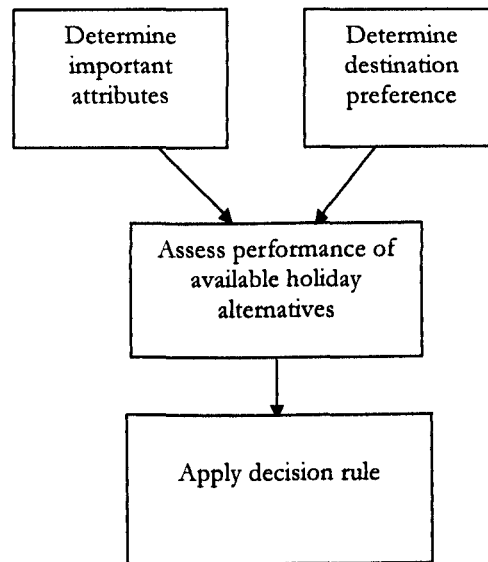 Determine
important
attributes
Determine
destination
preference
Assess performance of
available holiday
alternatives
Apply decision rule